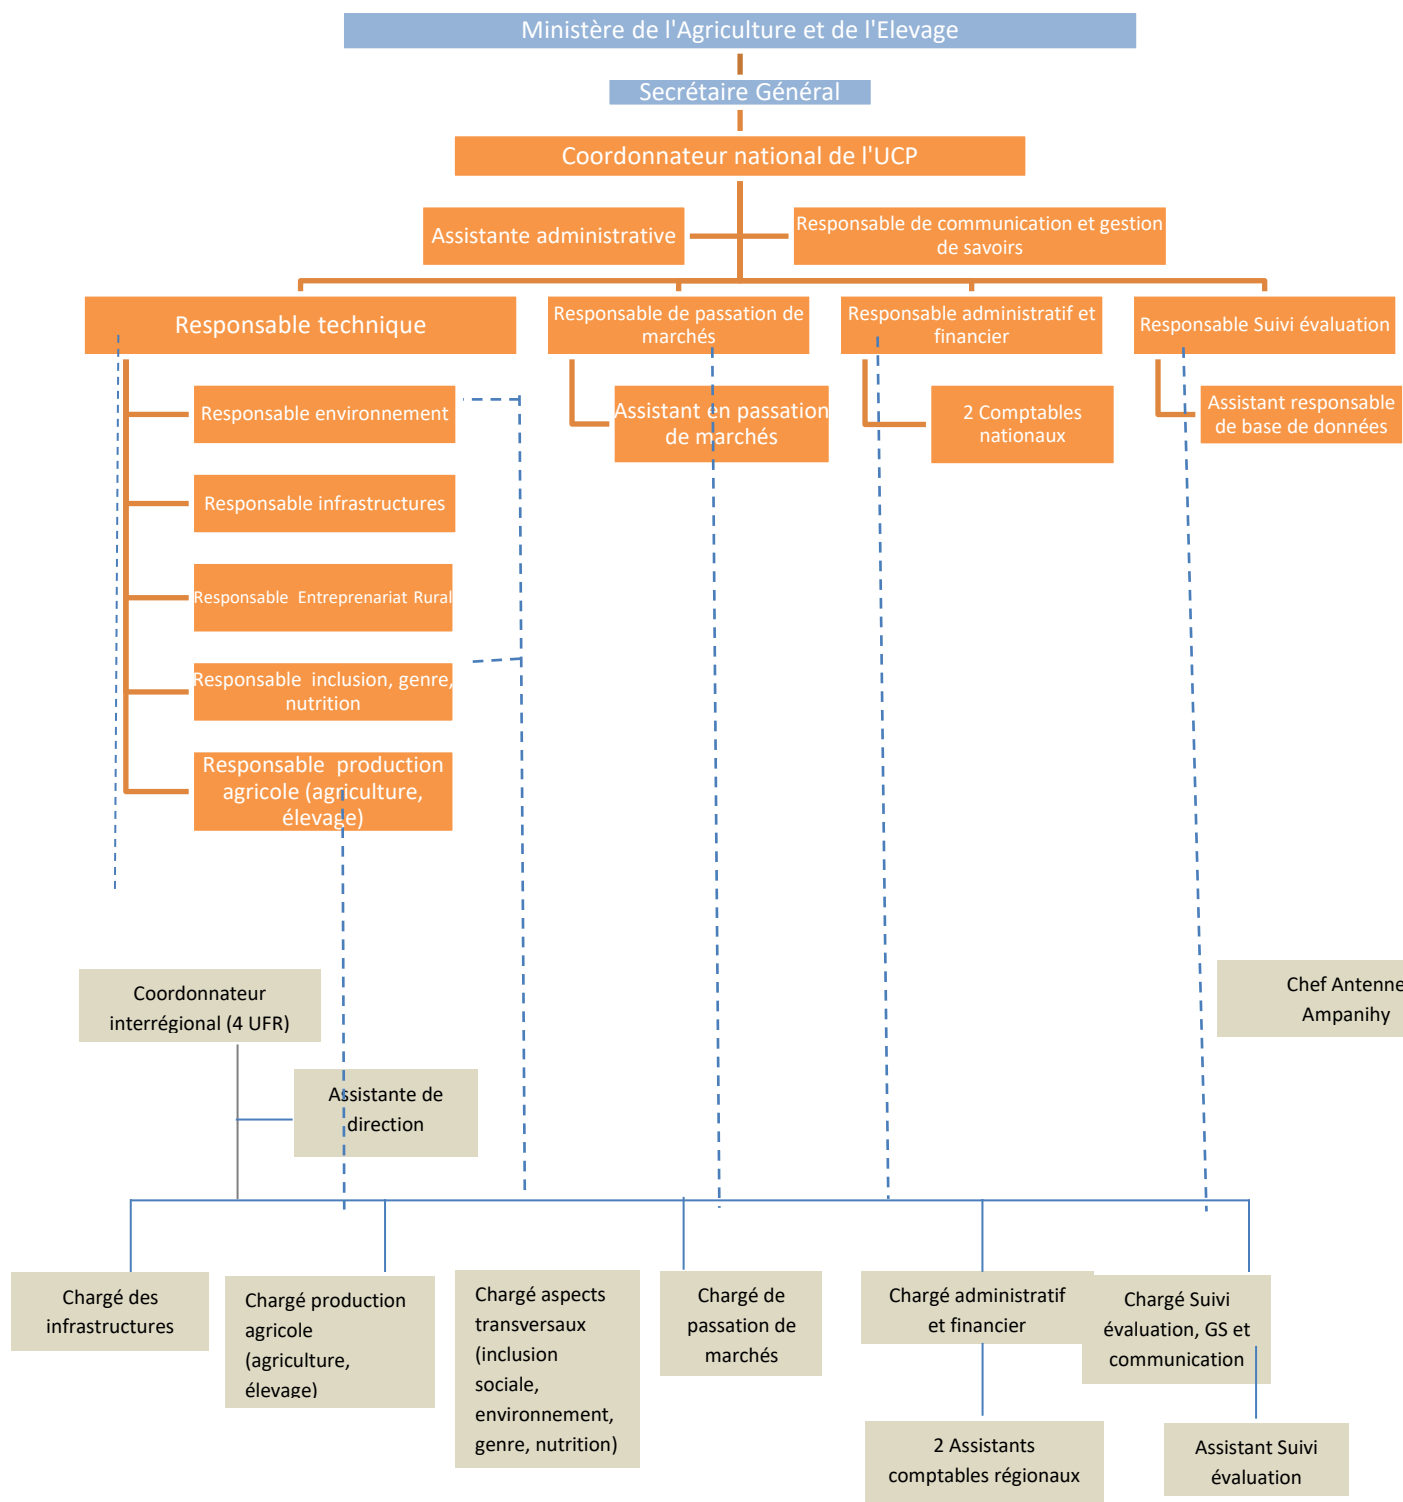 Ministère de l'Agriculture et de l'Elevage
Secrétaire Général
Coordonnateur national de l'UCP
Assistante administrative
Responsable de communication et gestion
de savoirs
Responsable technique
Responsable de passation de
marchés
Responsable administratif et
financier
Responsable Suivi évaluation
Responsable environnement
Assistant en passation
de marchés
2 Comptables
nationaux
Assistant responsable
de base de données
Responsable infrastructures
Responsable Entreprenariat Rural
Responsable inclusion, genre,
nutrition
Responsable production
agricole (agriculture,
élevage)
Coordonnateur
interrégional (4 UFR)
Chef Antenne
Ampanihy
Assistante de
direction
Chargé des
infrastructures
Chargé production
agricole
(agriculture,
élevage)
Chargé aspects
transversaux
(inclusion
sociale,
environnement,
genre, nutrition)
Chargé de
passation de
marchés
Chargé administratif
et financier
Chargé Suivi
évaluation, GS et
communication
2 Assistants
comptables régionaux
Assistant Suivi
évaluation